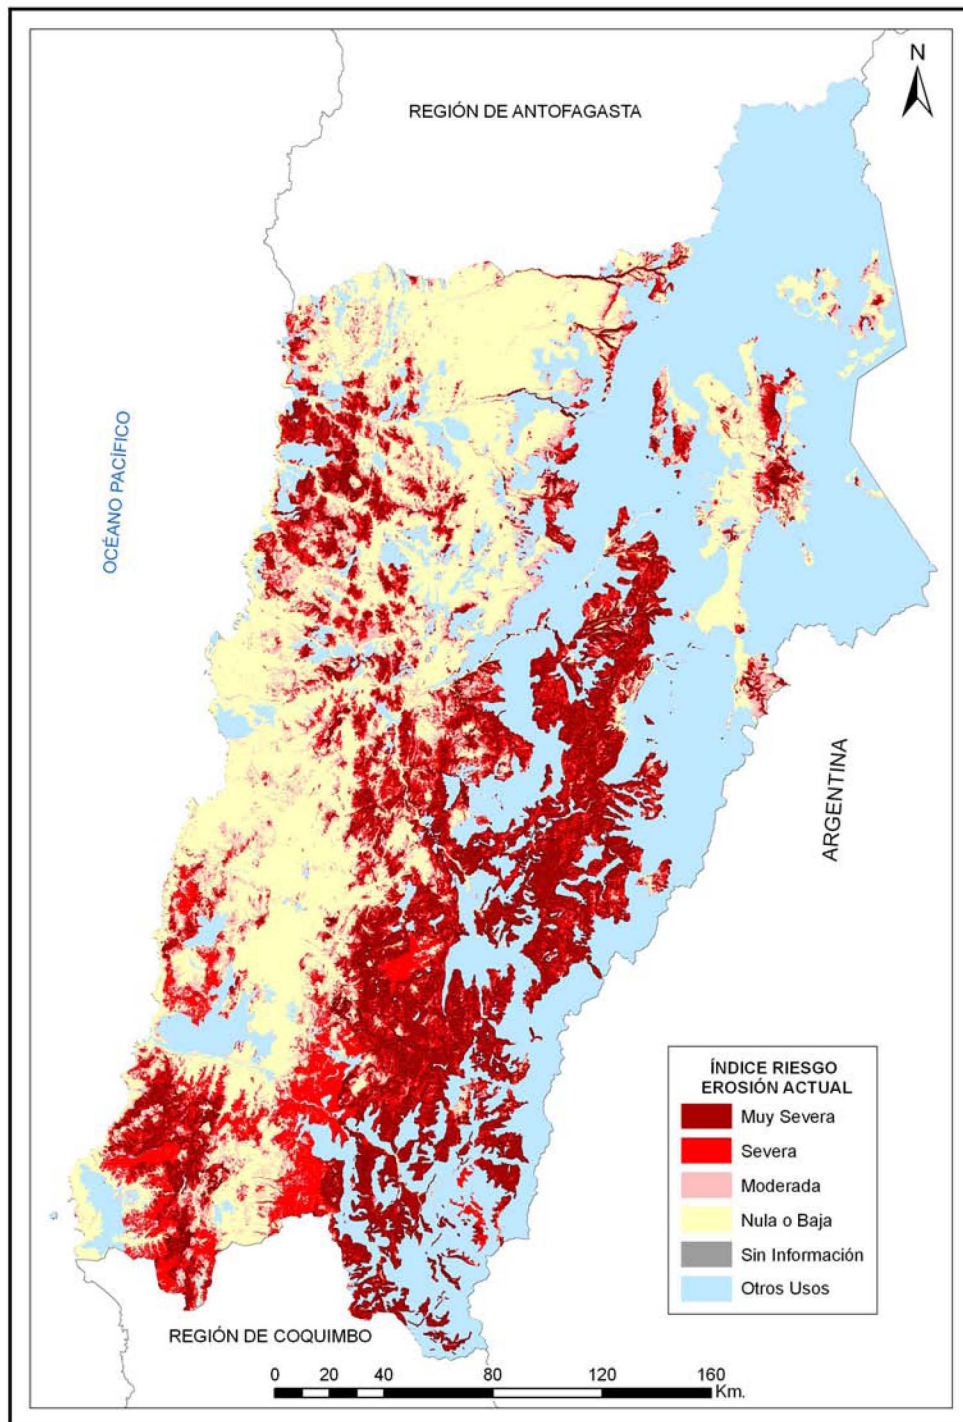 N
REGIÓN DE ANTOFAGASTA
OCÉANO PACÍFICO
ARGENTINA
ÍNDICE RIESGO
EROSIÓN ACTUAL
Muy Severa
Severa
Moderada
Nula o Baja
Sin Información
Otros Usos
REGIÓN DE COQUIMBO
0 20 40 80 120 160
Km.